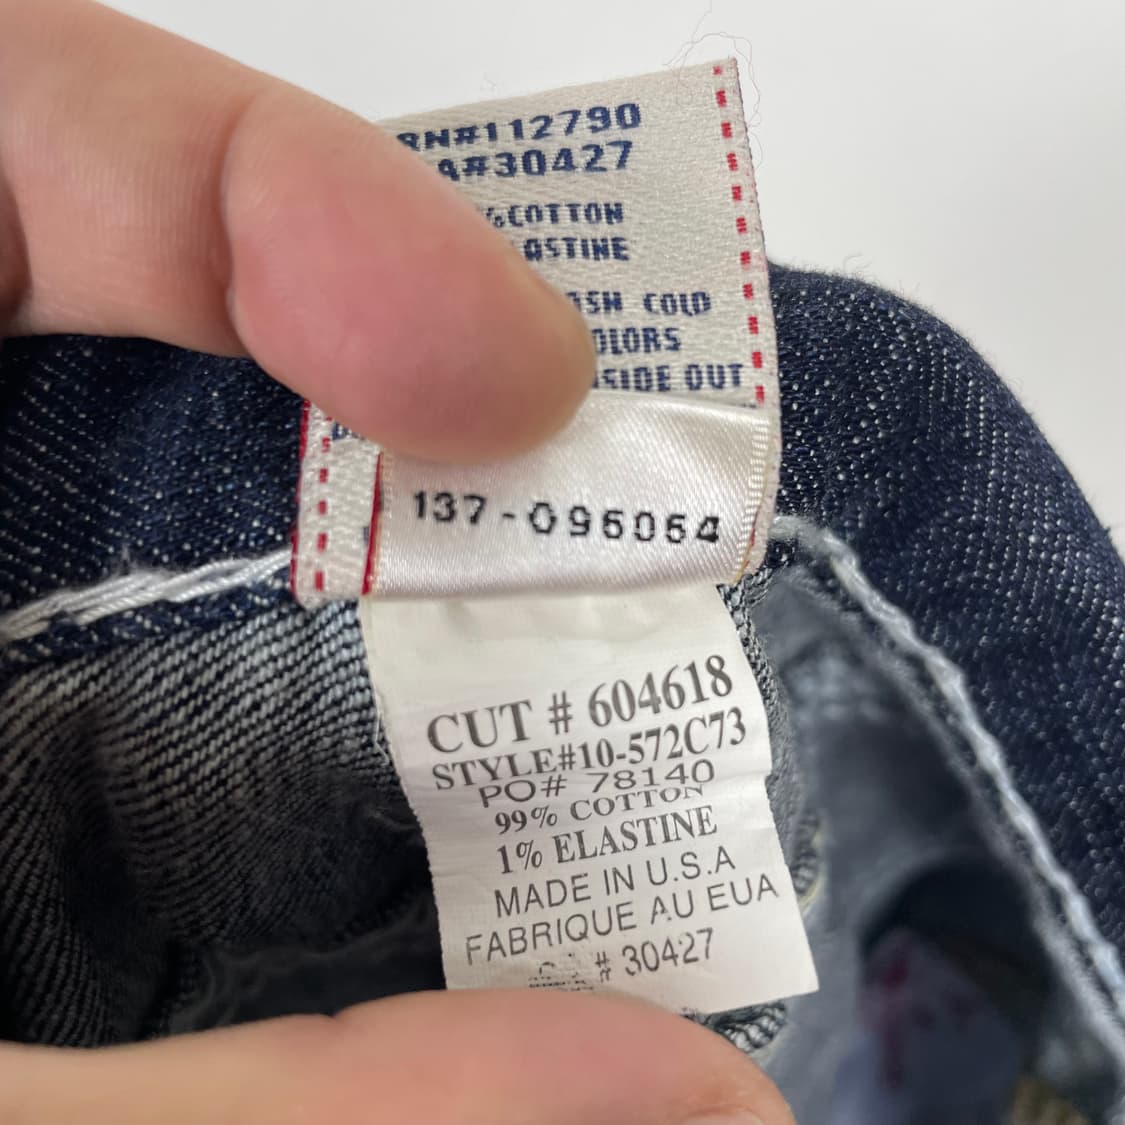 RN#112790
A#30427
%COTTON
ASTINE
ASH COLD
OLORS
SIDE OUT
137-096064
CUT # 604618
STYLE#10-572C73
PO# 78140
99% COTTON
1% ELASTINE
MADE IN U.S.A
FABRIQUE AU EUA
# 30427